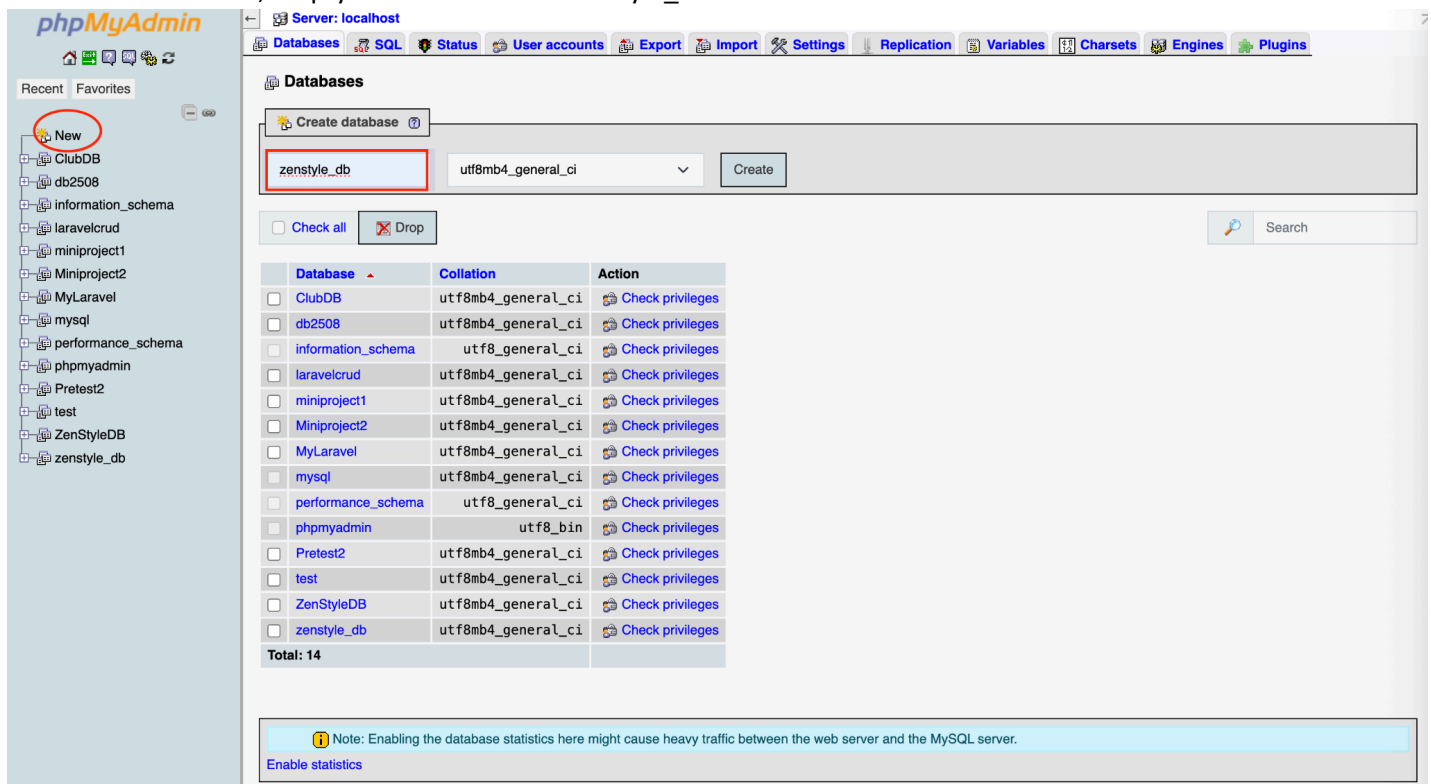 phpMyAdmin
Recent Favorites
New
ClubDB
db2508
information_schema
laravelcrud
miniproject1
Miniproject2
MyLaravel
mysql
performance_schema
phpmyadmin
Pretest2
test
ZenStyleDB
zenstyle_db
Server: localhost
Databases SQL Status User accounts Export Import Settings Replication Variables Charsets Engines Plugins
Databases
Create database
zenstyle_db utf8mb4_general_ci Create
Check all Drop Search
Database Collation Action
ClubDB utf8mb4_general_ci Check privileges
db2508 utf8mb4_general_ci Check privileges
information_schema utf8_general_ci Check privileges
laravelcrud utf8mb4_general_ci Check privileges
miniproject1 utf8mb4_general_ci Check privileges
Miniproject2 utf8mb4_general_ci Check privileges
MyLaravel utf8mb4_general_ci Check privileges
mysql utf8mb4_general_ci Check privileges
performance_schema utf8_general_ci Check privileges
phpmyadmin utf8_bin Check privileges
Pretest2 utf8mb4_general_ci Check privileges
test utf8mb4_general_ci Check privileges
ZenStyleDB utf8mb4_general_ci Check privileges
zenstyle_db utf8mb4_general_ci Check privileges
Total: 14
Note: Enabling the database statistics here might cause heavy traffic between the web server and the MySQL server.
Enable statistics